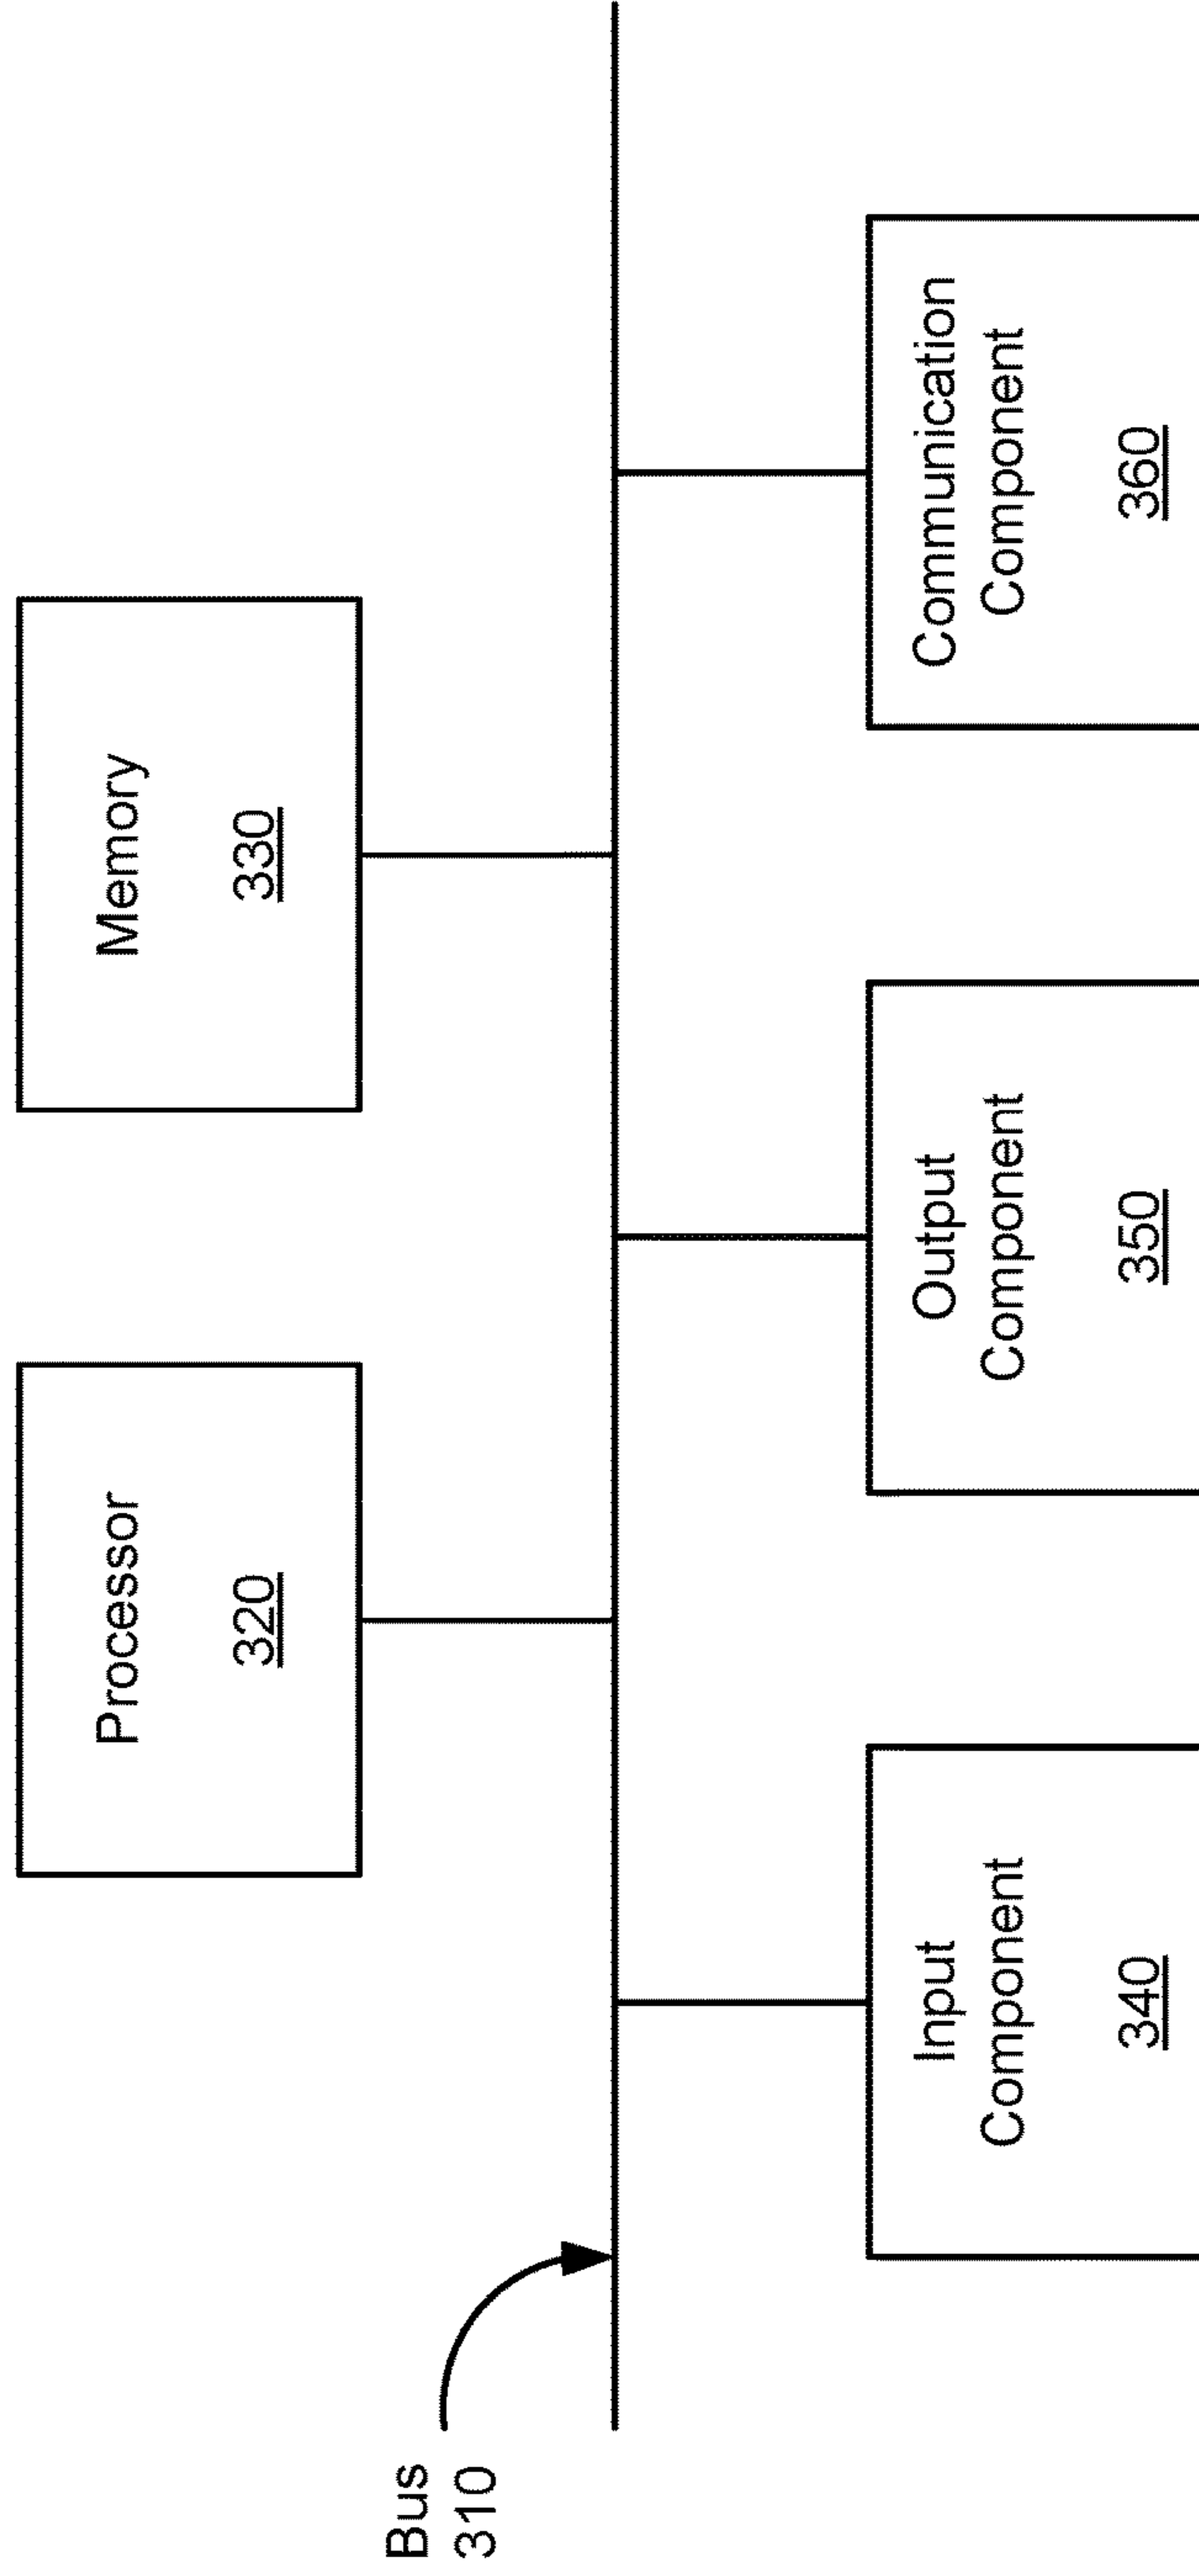 Processor
320
Memory
330
Bus
310
Input
Component
340
Output
Component
350
Communication
Component
360